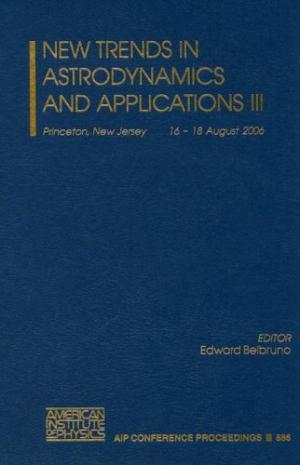 NEW TRENDS IN
ASTRODYNAMICS
AND APPLICATIONS III
Princeton, New Jersey 16 – 18 August 2006
EDITOR
Edward Belbruno
AMERICAN
INSTITUTE
OF PHYSICS
AIP CONFERENCE PROCEEDINGS ■ 886